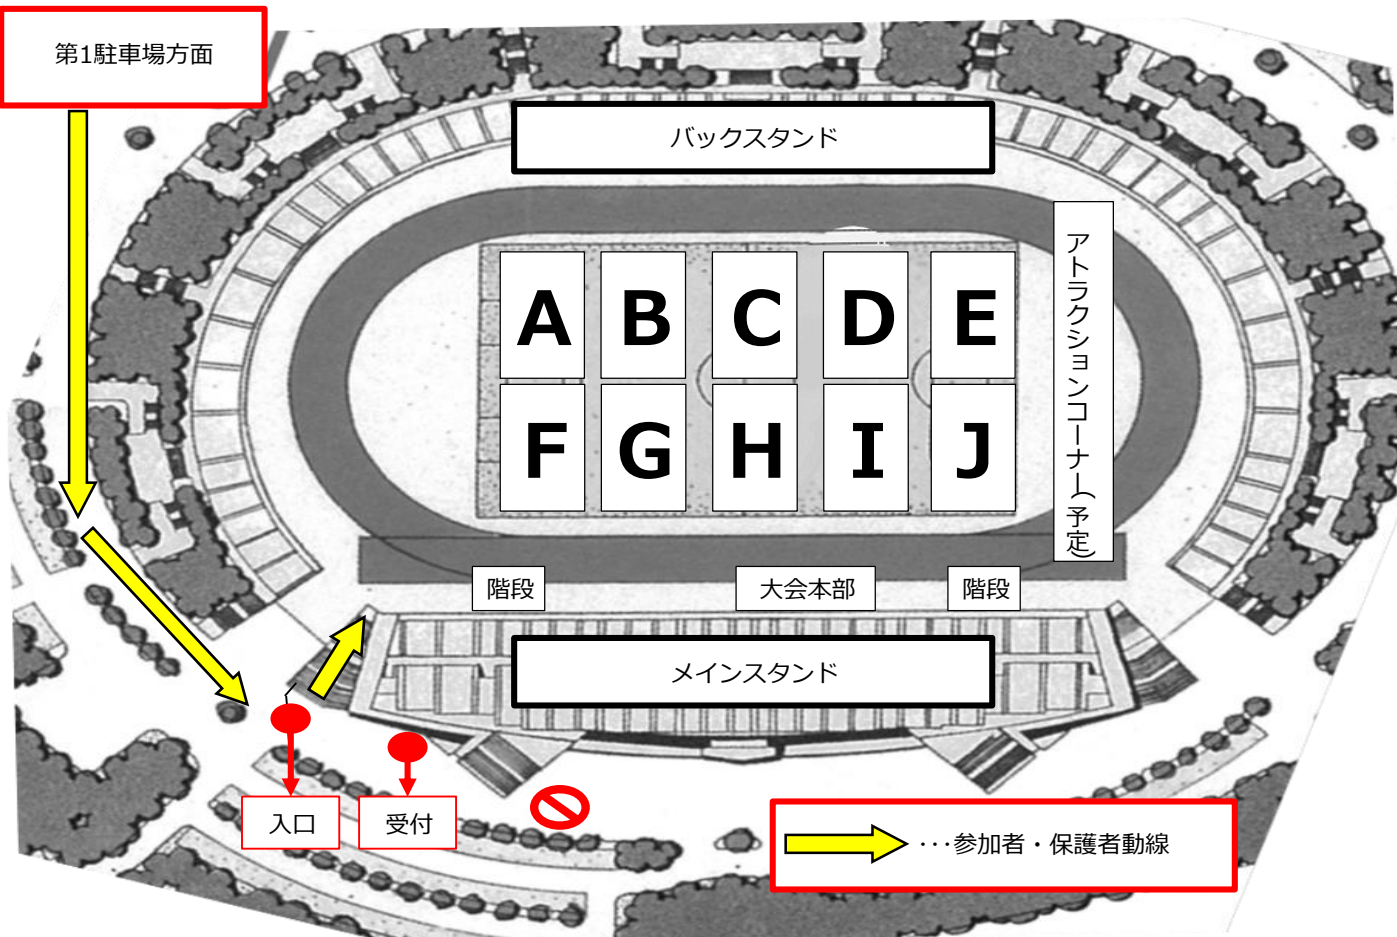 第1駐車場方面
バックスタンド
アトラクションコーナー(予定)
A B C D E
F G H I J
階段
大会本部
階段
メインスタンド
入口
受付
･･･参加者・保護者動線